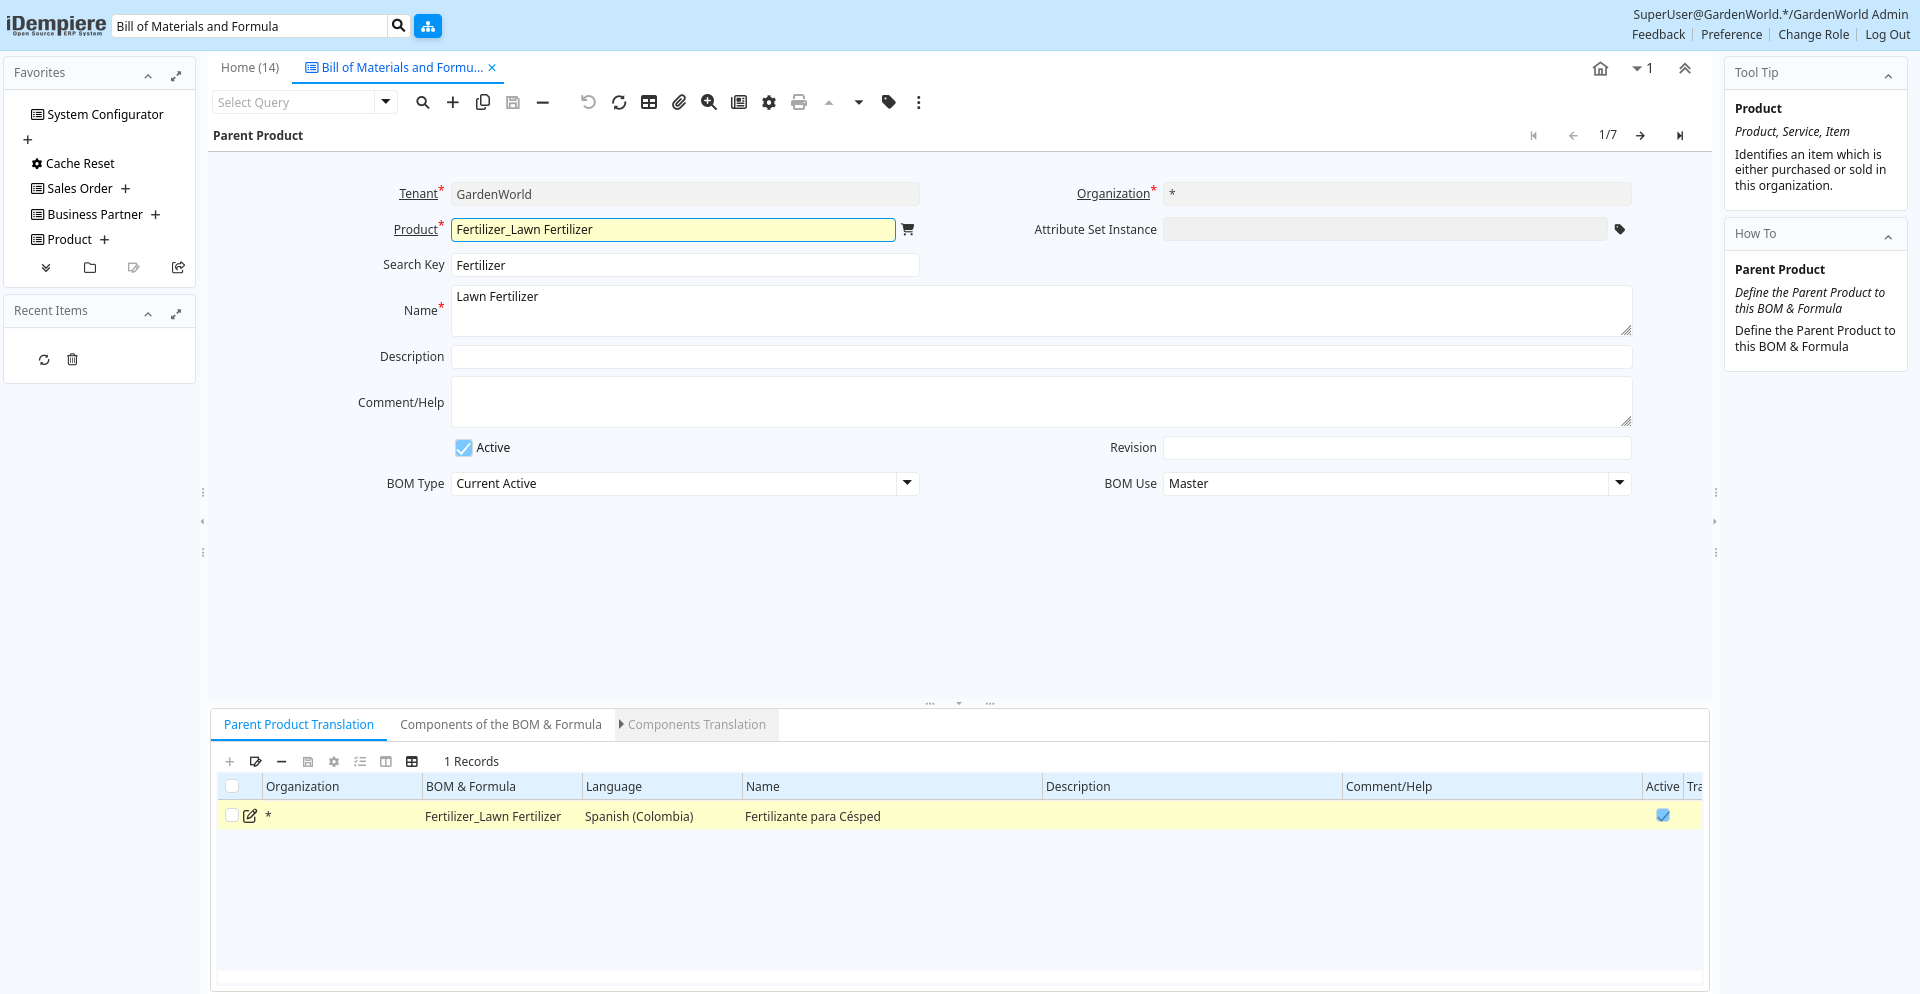 iDempiere
Open Source ERP System
Bill of Materials and Formula
SuperUser@GardenWorld.*/GardenWorld Admin
Feedback
Preference
Change Role
Log Out
Favorites
System Configurator
Cache Reset
Sales Order
Business Partner
Product
Recent Items
Home (14)
Bill of Materials and Formu...
1
Select Query
Parent Product
1/7
Tenant*
GardenWorld
Organization*
*
Product*
Fertilizer_Lawn Fertilizer
Attribute Set Instance
Search Key
Fertilizer
Name*
Lawn Fertilizer
Description
Comment/Help
Active
Revision
BOM Type
Current Active
BOM Use
Master
Parent Product Translation
Components of the BOM & Formula
Components Translation
1 Records
Organization
BOM & Formula
Language
Name
Description
Comment/Help
Active
Tra
*
Fertilizer_Lawn Fertilizer
Spanish (Colombia)
Fertilizante para Césped
Tool Tip
Product
Product, Service, Item
Identifies an item which is
either purchased or sold in
this organization.
How To
Parent Product
Define the Parent Product to
this BOM & Formula
Define the Parent Product to
this BOM & Formula